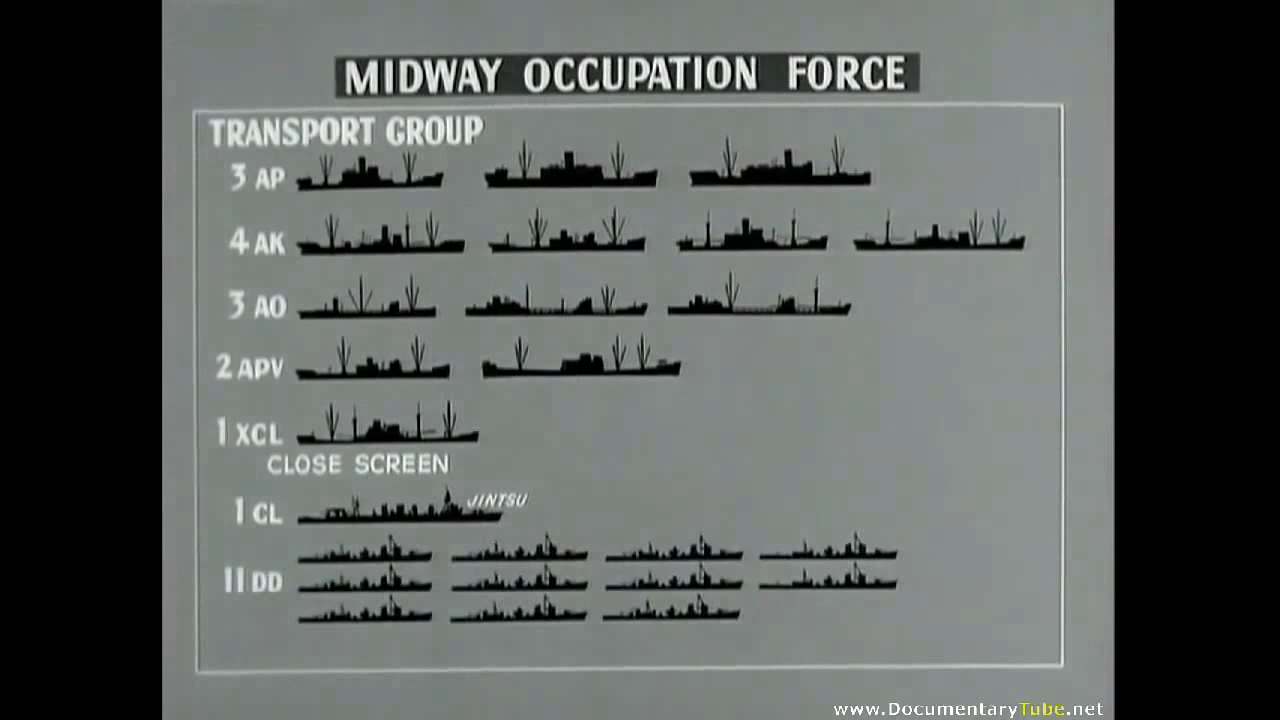 MIDWAY OCCUPATION FORCE
TRANSPORT GROUP
3 AP
4 AK
3 AO
2 APV
1 XCL
CLOSE SCREEN
1 CL JINTSU
11 DD
www.DocumentaryTube.net